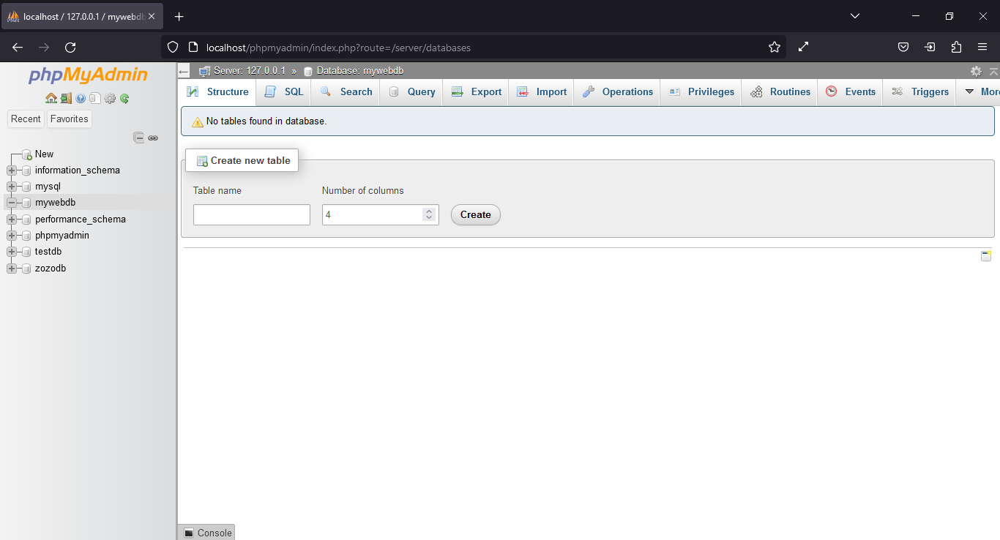 localhost / 127.0.0.1 / mywebdb
localhost/phpmyadmin/index.php?route=/server/databases
phpMyAdmin
Recent Favorites
New
information_schema
mysql
mywebdb
performance_schema
phpmyadmin
testdb
zozodb
Server: 127.0.0.1 » Database: mywebdb
Structure SQL Search Query Export Import Operations Privileges Routines Events Triggers More
No tables found in database.
Create new table
Table name Number of columns
4 Create
Console